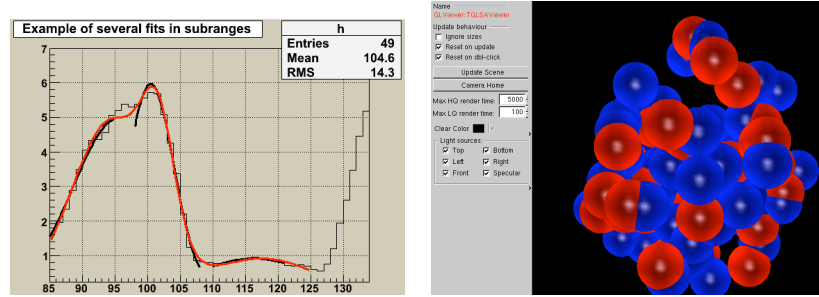 Example of several fits in subranges
h
Entries 49
Mean 104.6
RMS 14.3
7
6
5
4
3
2
1
85 90 95 100 105 110 115 120 125 130
Name
GLViewer::TGLSAViewer
Update behaviour
Ignore sizes
Reset on update
Reset on dbl-click
Update Scene
Camera Home
Max HQ render time: 5000
Max LQ render time: 100
Clear Color
Light sources:
Top Bottom
Left Right
Front Specular